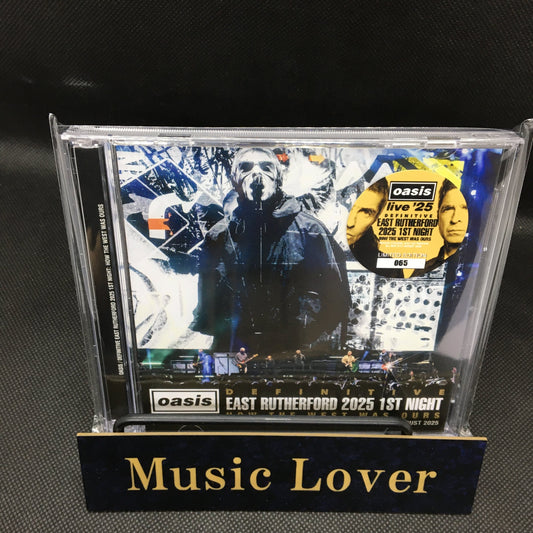 OASIS / DEFINITIVE EAST RUTHERFORD 2025 1ST NIGHT: HOW THE WEST WAS OURS
oasis
live '25
DEFINITIVE
EAST RUTHERFORD
2025 1ST NIGHT
HOW THE WEST WAS OURS
065
oasis
DEFINITIVE
EAST RUTHERFORD 2025 1ST NIGHT
HOW THE WEST WAS OURS
UST 2025
Music Lover